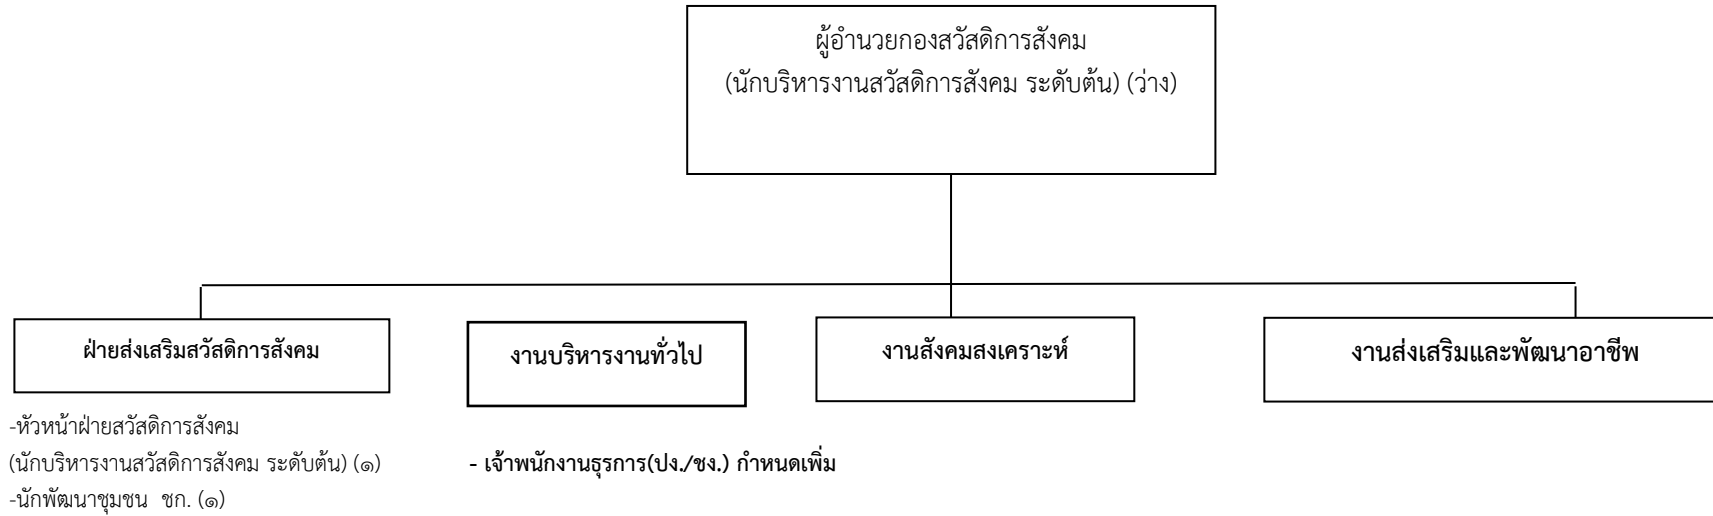 ผู้อำนวยกองสวัสดิการสังคม
(นักบริหารงานสวัสดิการสังคม ระดับต้น) (ว่าง)
ฝ่ายส่งเสริมสวัสดิการสังคม
งานบริหารงานทั่วไป
งานสังคมสงเคราะห์
งานส่งเสริมและพัฒนาอาชีพ
-หัวหน้าฝ่ายสวัสดิการสังคม
(นักบริหารงานสวัสดิการสังคม ระดับต้น) (๑)
-นักพัฒนาชุมชน ชก. (๑)
- เจ้าพนักงานธุรการ(ปง./ชง.) กำหนดเพิ่ม